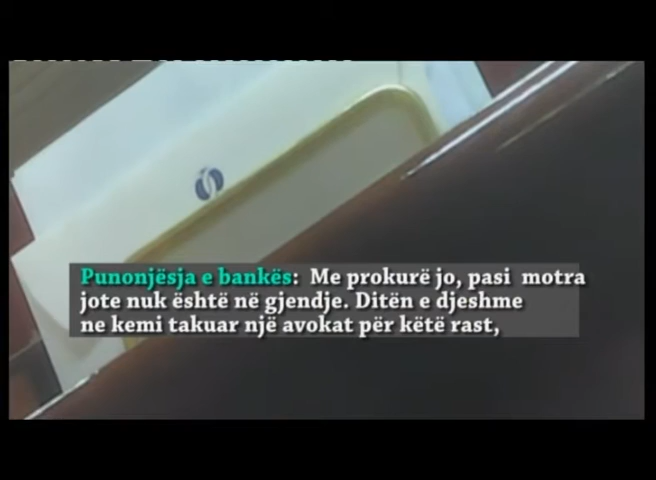 Punonjësja e bankës: Me prokurë jo, pasi motra
jote nuk është në gjendje. Ditën e djeshme
ne kemi takuar një avokat për këtë rast,